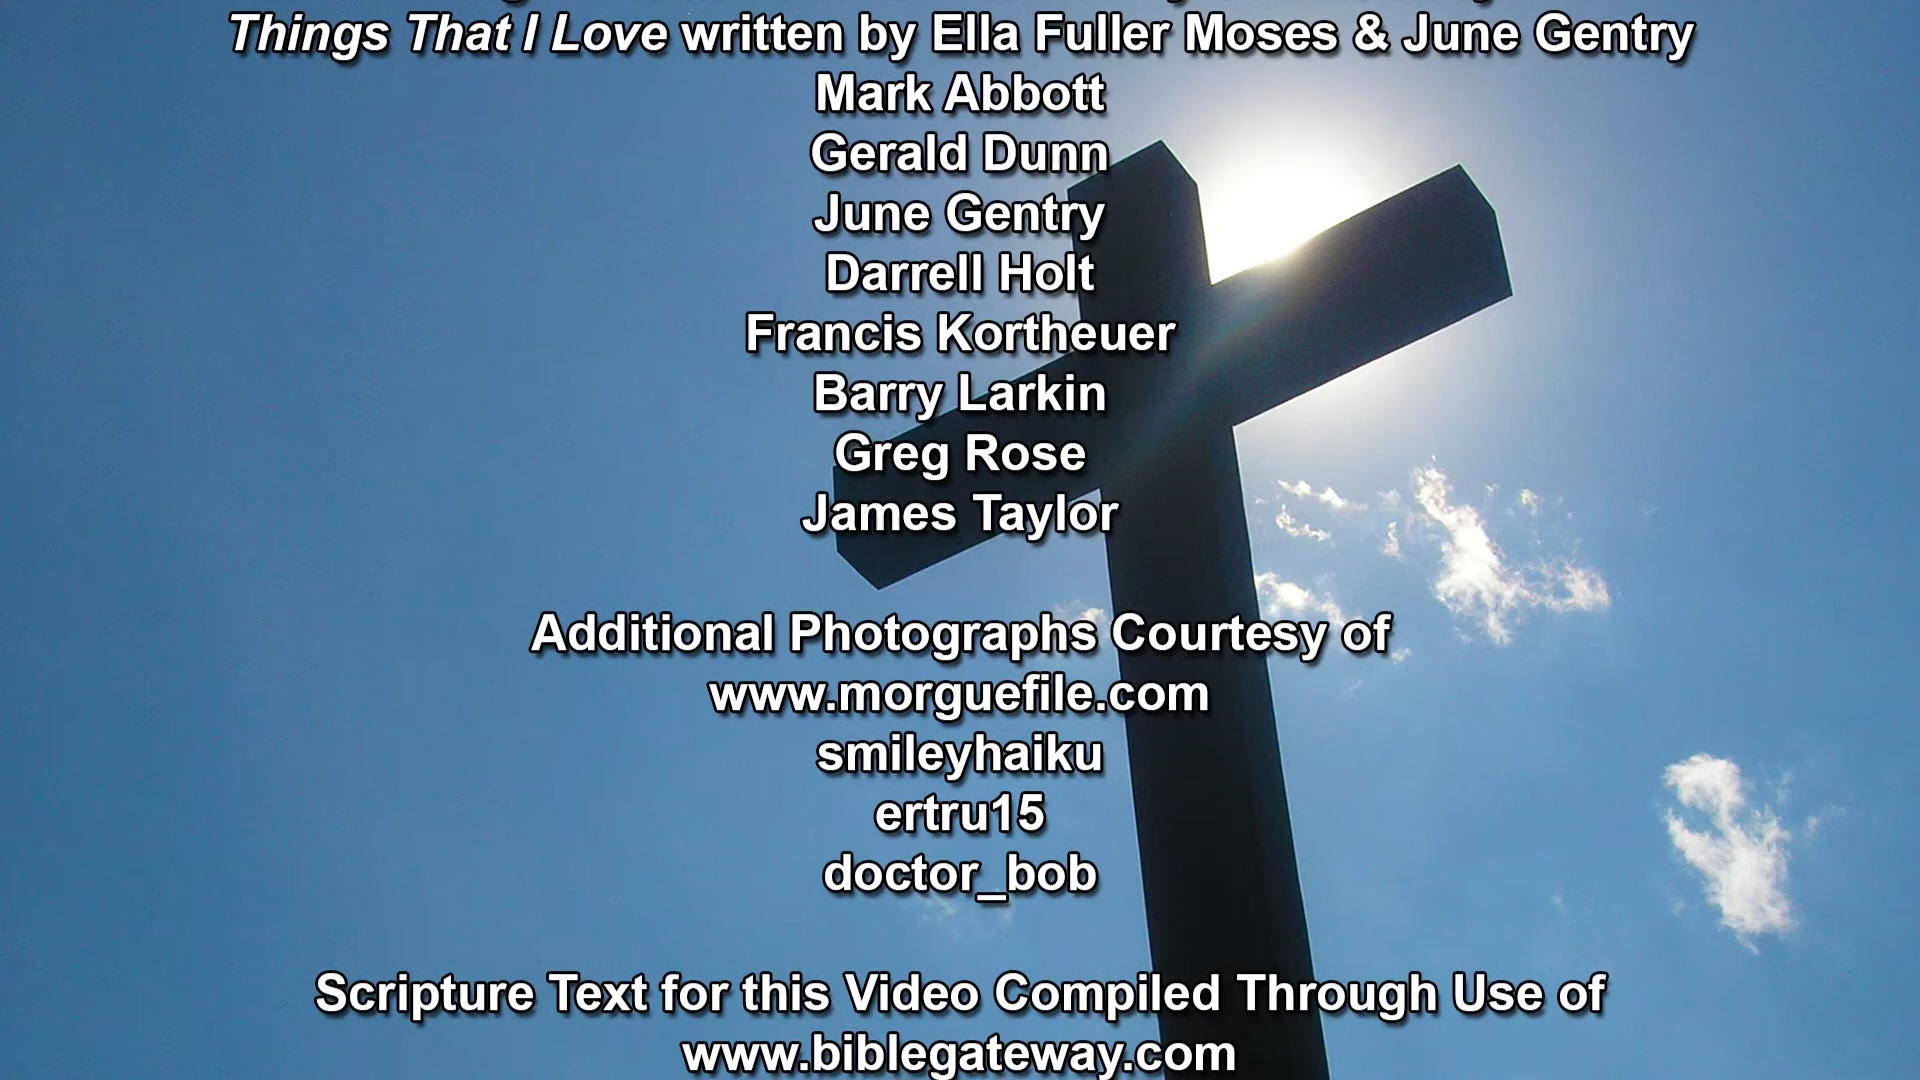 Things That I Love written by Ella Fuller Moses & June Gentry
Mark Abbott
Gerald Dunn
June Gentry
Darrell Holt
Francis Kortheuer
Barry Larkin
Greg Rose
James Taylor
Additional Photographs Courtesy of
www.morguefile.com
smileyhaiku
ertru15
doctor_bob
Scripture Text for this Video Compiled Through Use of
www.biblegateway.com